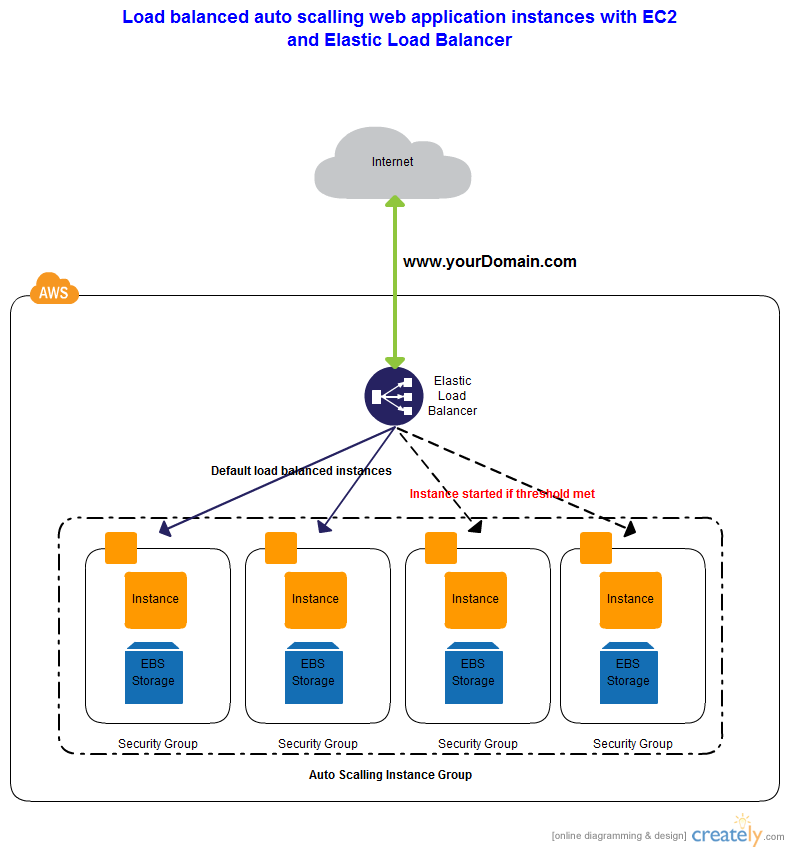 Load balanced auto scalling web application instances with EC2
and Elastic Load Balancer
Internet
www.yourDomain.com
AWS
Elastic
Load
Balancer
Default load balanced instances
Instance started if threshold met
Instance
Instance
Instance
Instance
EBS
Storage
EBS
Storage
EBS
Storage
EBS
Storage
Security Group
Security Group
Security Group
Security Group
Auto Scalling Instance Group
[online diagramming & design] creately.com